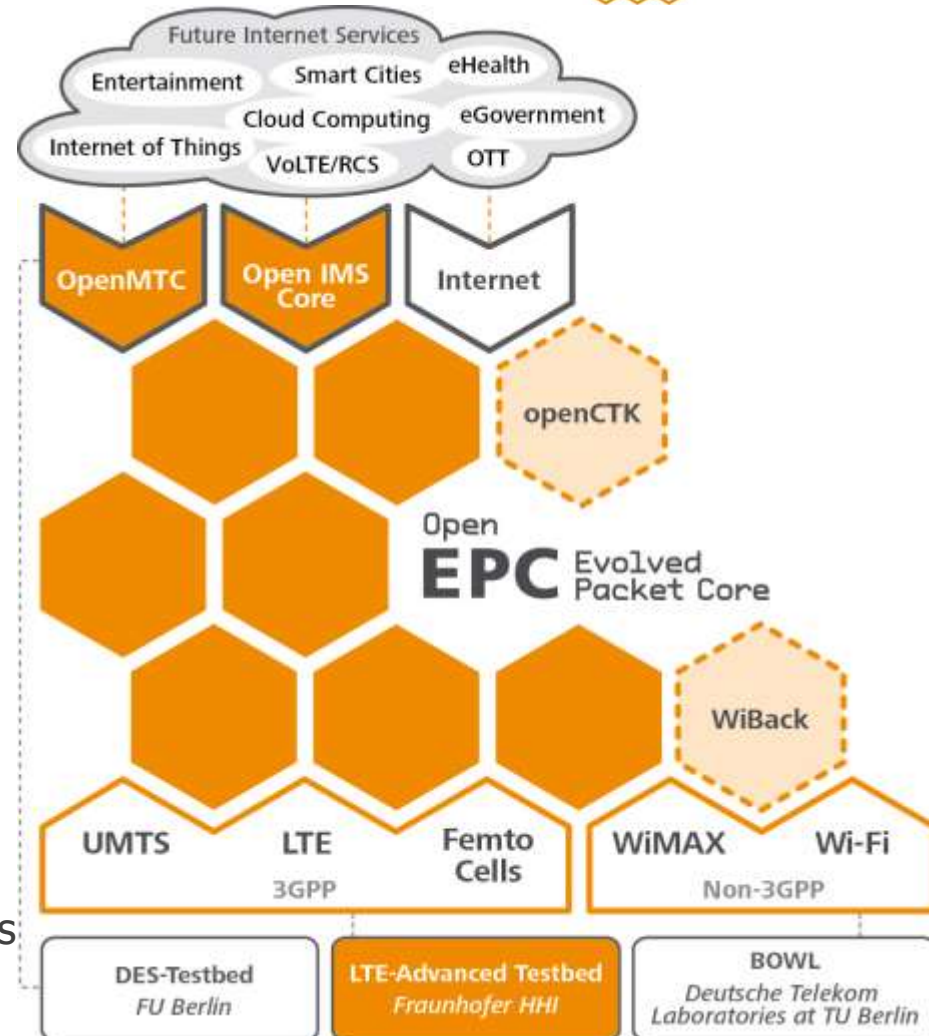 Future Internet Services
Entertainment
Smart Cities
eHealth
Cloud Computing
eGovernment
Internet of Things
VoLTE/RCS
OTT
OpenMTC
Open IMS
Core
Internet
openCTK
Open
EPC Evolved
Packet Core
WiBack
UMTS
LTE
Femto
Cells
WiMAX
Wi-Fi
3GPP
Non-3GPP
s
DES-Testbed
FU Berlin
LTE-Advanced Testbed
Fraunhofer HHI
BOWL
Deutsche Telekom
Laboratories at TU Berlin